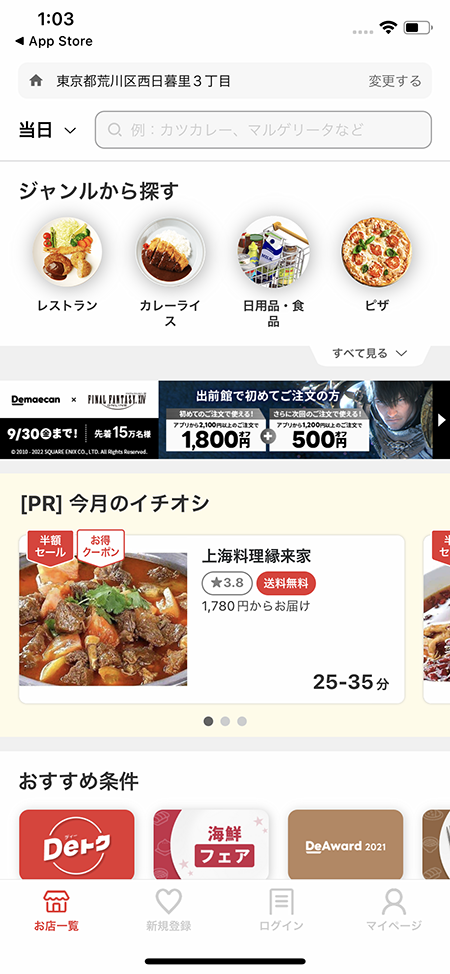 1:03
◀ App Store
東京都荒川区西日暮里３丁目
変更する
当日
例：カツカレー、マルゲリータなど
ジャンルから探す
レストラン
カレーライス
日用品・食品
ピザ
すべて見る
Demaecan × FINAL FANTASY XIV
9/30㊎まで！ 先着15万名様
© 2010 - 2022 SQUARE ENIX CO., LTD. All Rights Reserved.
出前館で初めてご注文の方
初めてのご注文で使える！
アプリから2,100円以上のご注文で
1,800円オフ
さらに次回のご注文で使える！
アプリから1,200円以上のご注文で
500円オフ
[PR] 今月のイチオシ
半額
セール
お得
クーポン
上海料理縁来家
★3.8
送料無料
1,780円からお届け
25-35分
おすすめ条件
ディー
Deトク
海鮮
フェア
DeAward 2021
お店一覧
新規登録
ログイン
マイページ